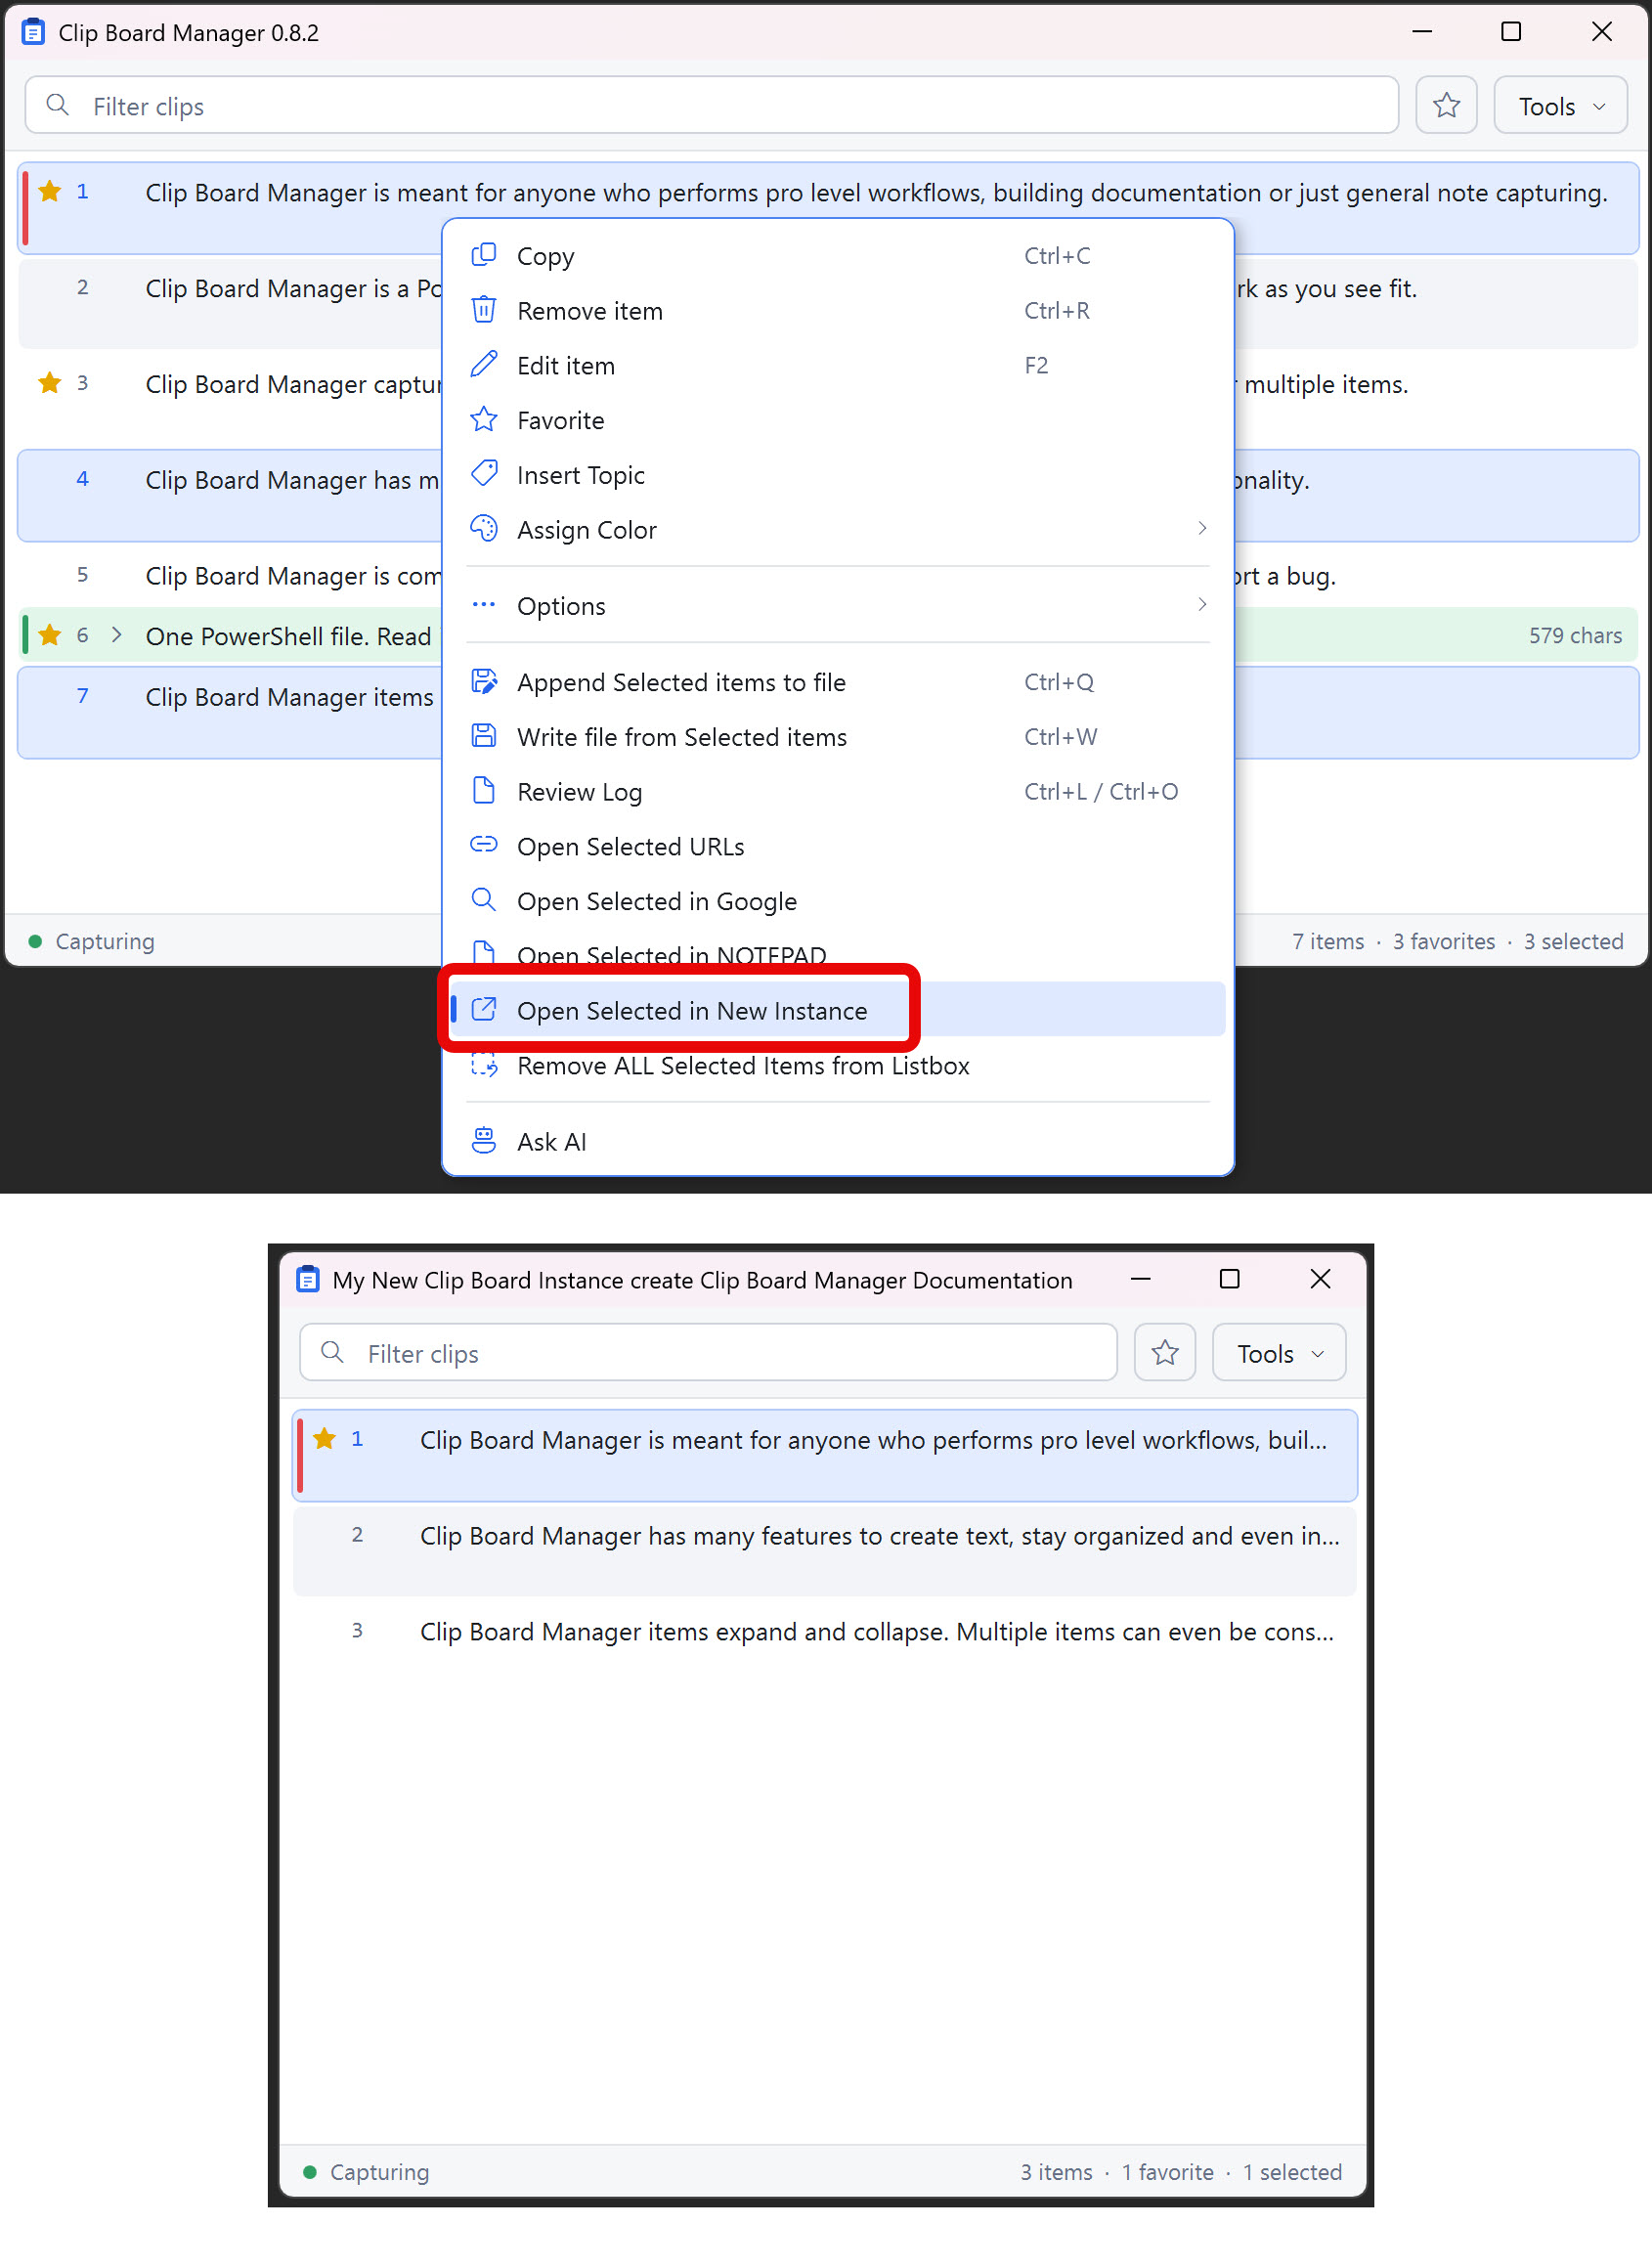 Clip Board Manager 0.8.2
Filter clips
Tools
1 Clip Board Manager is meant for anyone who performs pro level workflows, building documentation or just general note capturing.
2 Clip Board Manager is a Po rk as you see fit.
3 Clip Board Manager captur multiple items.
4 Clip Board Manager has m onality.
5 Clip Board Manager is com ort a bug.
6 One PowerShell file. Read 579 chars
7 Clip Board Manager items
Copy Ctrl+C
Remove item Ctrl+R
Edit item F2
Favorite
Insert Topic
Assign Color
Options
Append Selected items to file Ctrl+Q
Write file from Selected items Ctrl+W
Review Log Ctrl+L / Ctrl+O
Open Selected URLs
Open Selected in Google
Open Selected in NOTEPAD
Open Selected in New Instance
Remove ALL Selected Items from Listbox
Ask AI
Capturing
7 items · 3 favorites · 3 selected
My New Clip Board Instance create Clip Board Manager Documentation
Filter clips
Tools
1 Clip Board Manager is meant for anyone who performs pro level workflows, buil...
2 Clip Board Manager has many features to create text, stay organized and even in...
3 Clip Board Manager items expand and collapse. Multiple items can even be cons...
Capturing
3 items · 1 favorite · 1 selected